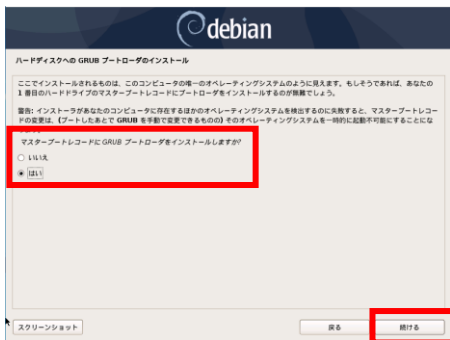 debian
ハードディスクへの GRUB ブートローダのインストール
ここでインストールされるものは、このコンピュータの唯一のオペレーティングシステムのように見えます。もしそうであれば、あなたの
1 番目のハードドライブのマスターブートレコードにブートローダをインストールするのが無難でしょう。
警告: インストーラがあなたのコンピュータに存在するほかのオペレーティングシステムを検出するのに失敗すると、マスターブートレコー
ドの変更は、(ブートしたあとで GRUB を手動で変更できるものの) そのオペレーティングシステムを一時的に起動不可能にすることにな
マスターブートレコードに GRUB ブートローダをインストールしますか?
いいえ
はい
スクリーンショット
戻る
続ける